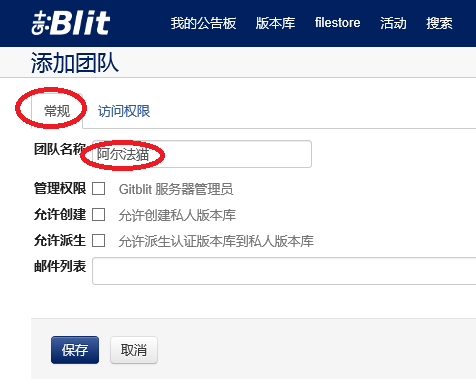 Blit 我的公告板 版本库 filestore 活动 搜索
添加团队
常规 访问权限
团队名称 阿尔法猫
管理权限 Gitblit 服务器管理员
允许创建 允许创建私人版本库
允许派生 允许派生认证版本库到私人版本库
邮件列表
保存 取消